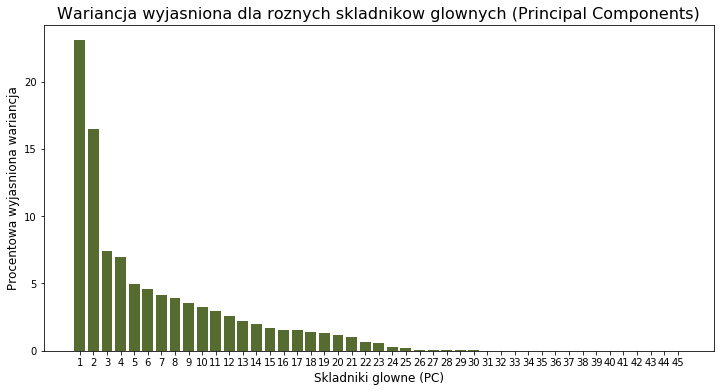 Wariancja wyjasniona dla roznych skladnikow glownych (Principal Components)
Procentowa wyjasniona wariancja
20
15
10
5
0
1 2 3 4 5 6 7 8 9 10 11 12 13 14 15 16 17 18 19 20 21 22 23 24 25 26 27 28 29 30 31 32 33 34 35 36 37 38 39 40 41 42 43 44 45
Skladniki glowne (PC)